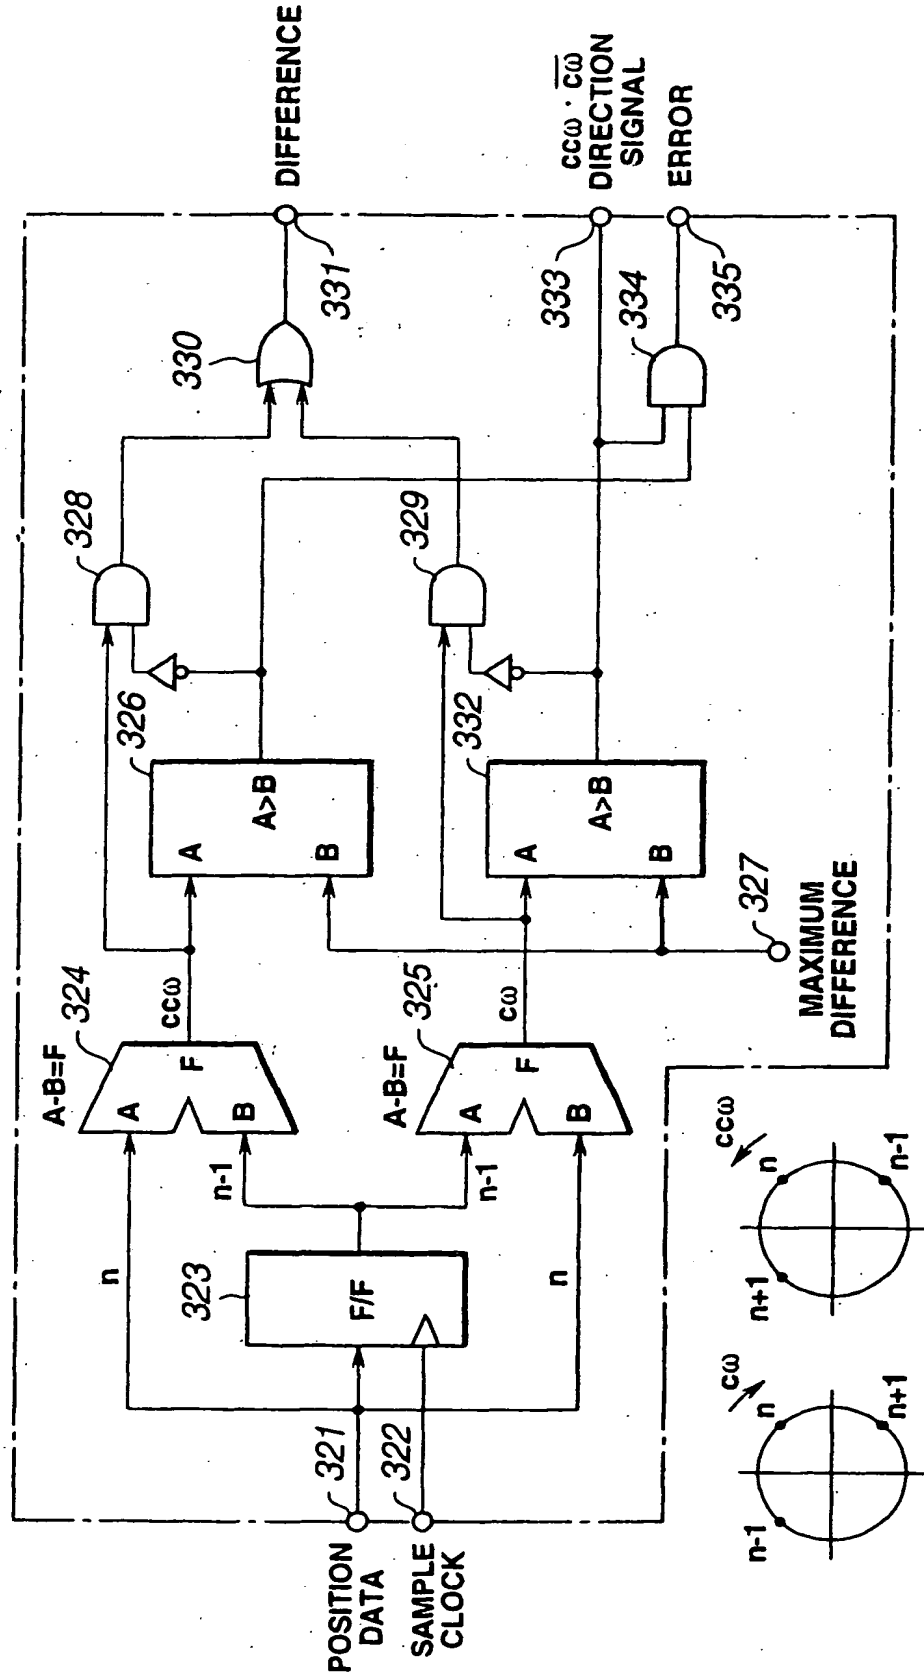 DIFFERENCE
331
330
328
326
A
B
A>B
ccω
324
A-B=F
A
F
B
n-1
n
323
F/F
321
POSITION
DATA
322
SAMPLE
CLOCK
n
n-1
A-B=F
325
A
F
B
cω
332
A
B
A>B
329
327
MAXIMUM
DIFFERENCE
333
ccω · c̅ω̅
DIRECTION
SIGNAL
334
335
ERROR
cω
n-1
n
n+1
ccω
n+1
n
n-1